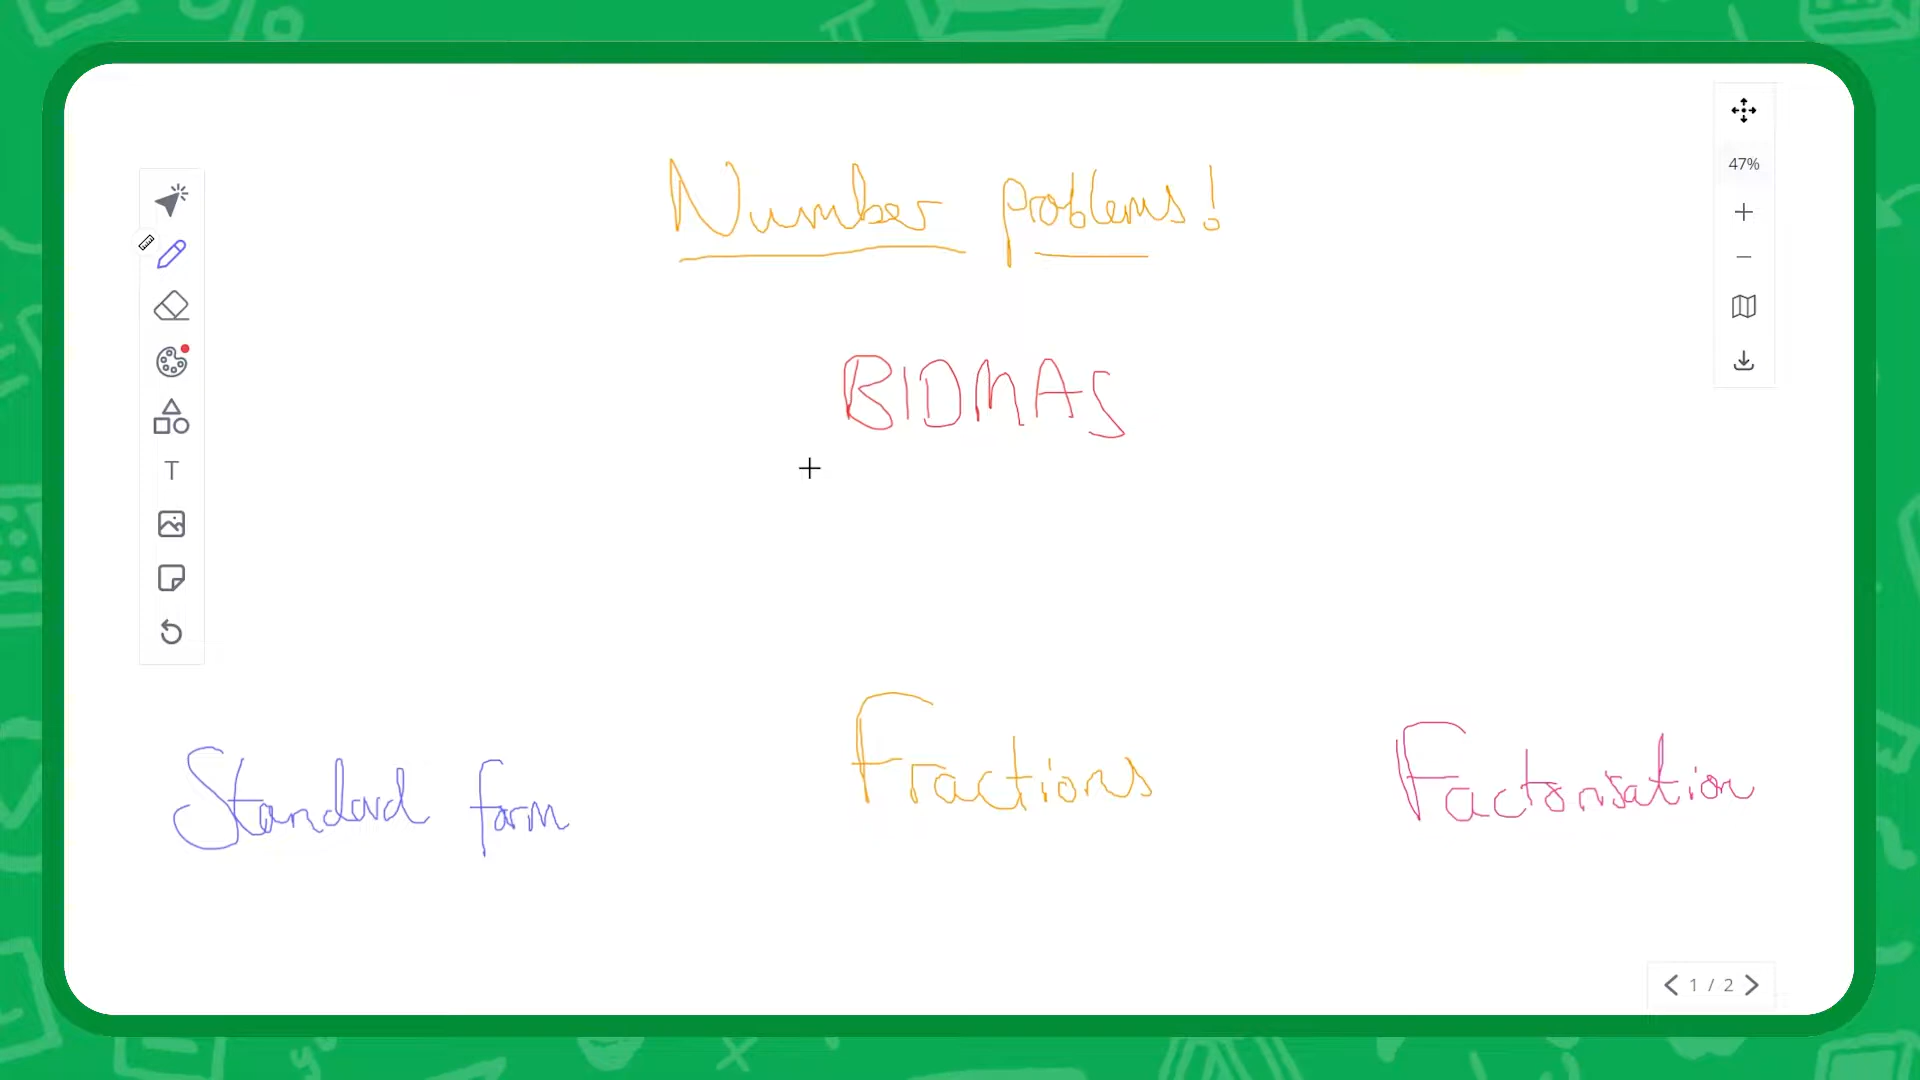 Number problems!
47%
BIDMAS
T
Standard form
Fractions
Factorisation
1 / 2